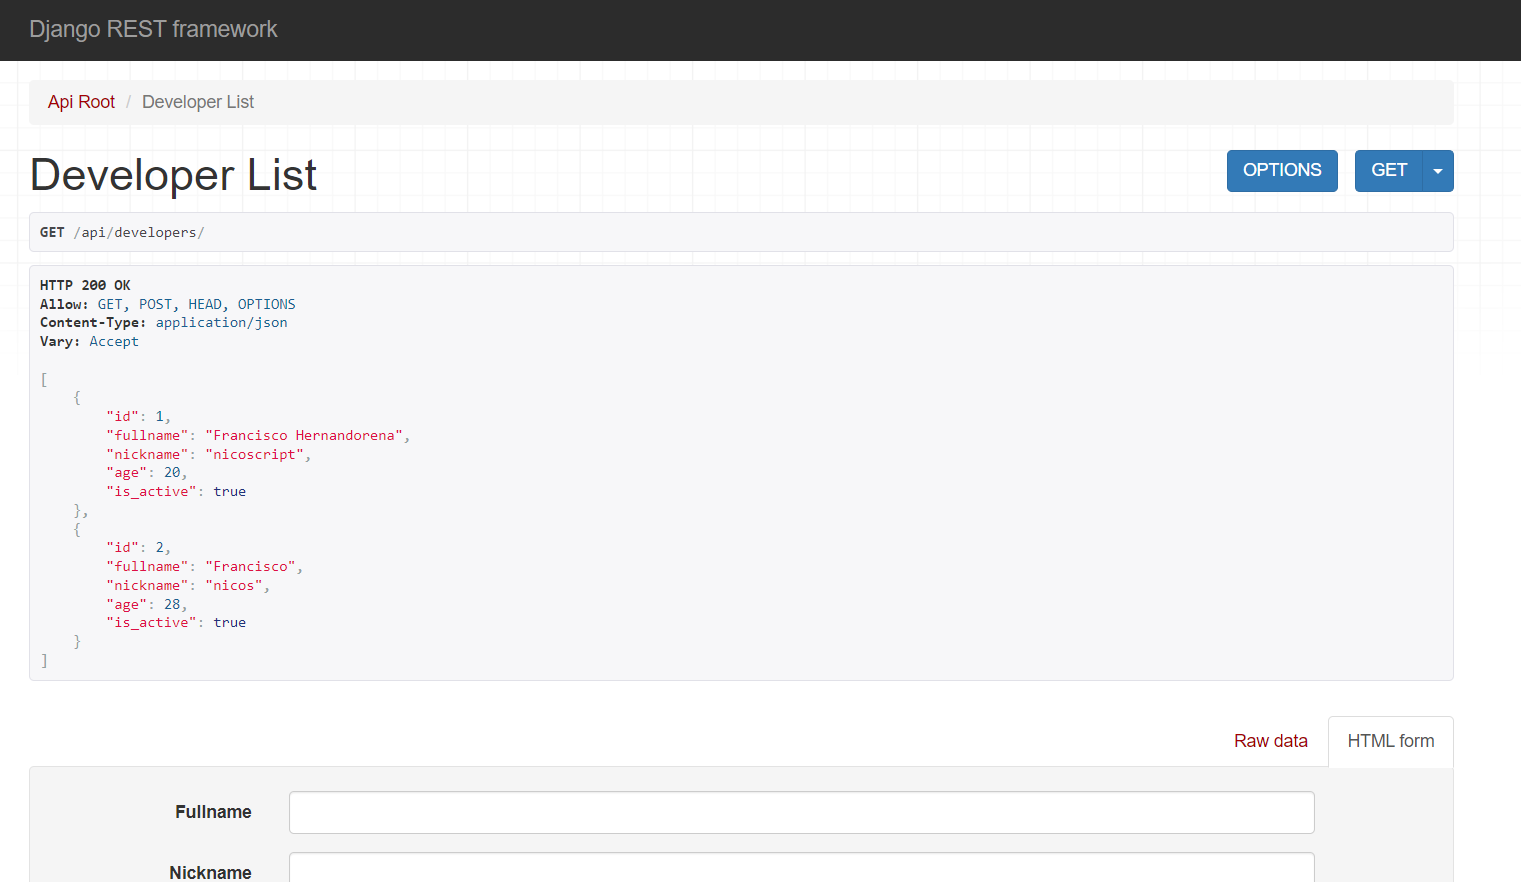 Django REST framework
Api Root / Developer List
Developer List
OPTIONS
GET
GET /api/developers/
HTTP 200 OK
Allow: GET, POST, HEAD, OPTIONS
Content-Type: application/json
Vary: Accept
[
    {
        "id": 1,
        "fullname": "Francisco Hernandorena",
        "nickname": "nicoscript",
        "age": 20,
        "is_active": true
    },
    {
        "id": 2,
        "fullname": "Francisco",
        "nickname": "nicos",
        "age": 28,
        "is_active": true
    }
]
Raw data
HTML form
Fullname
Nickname